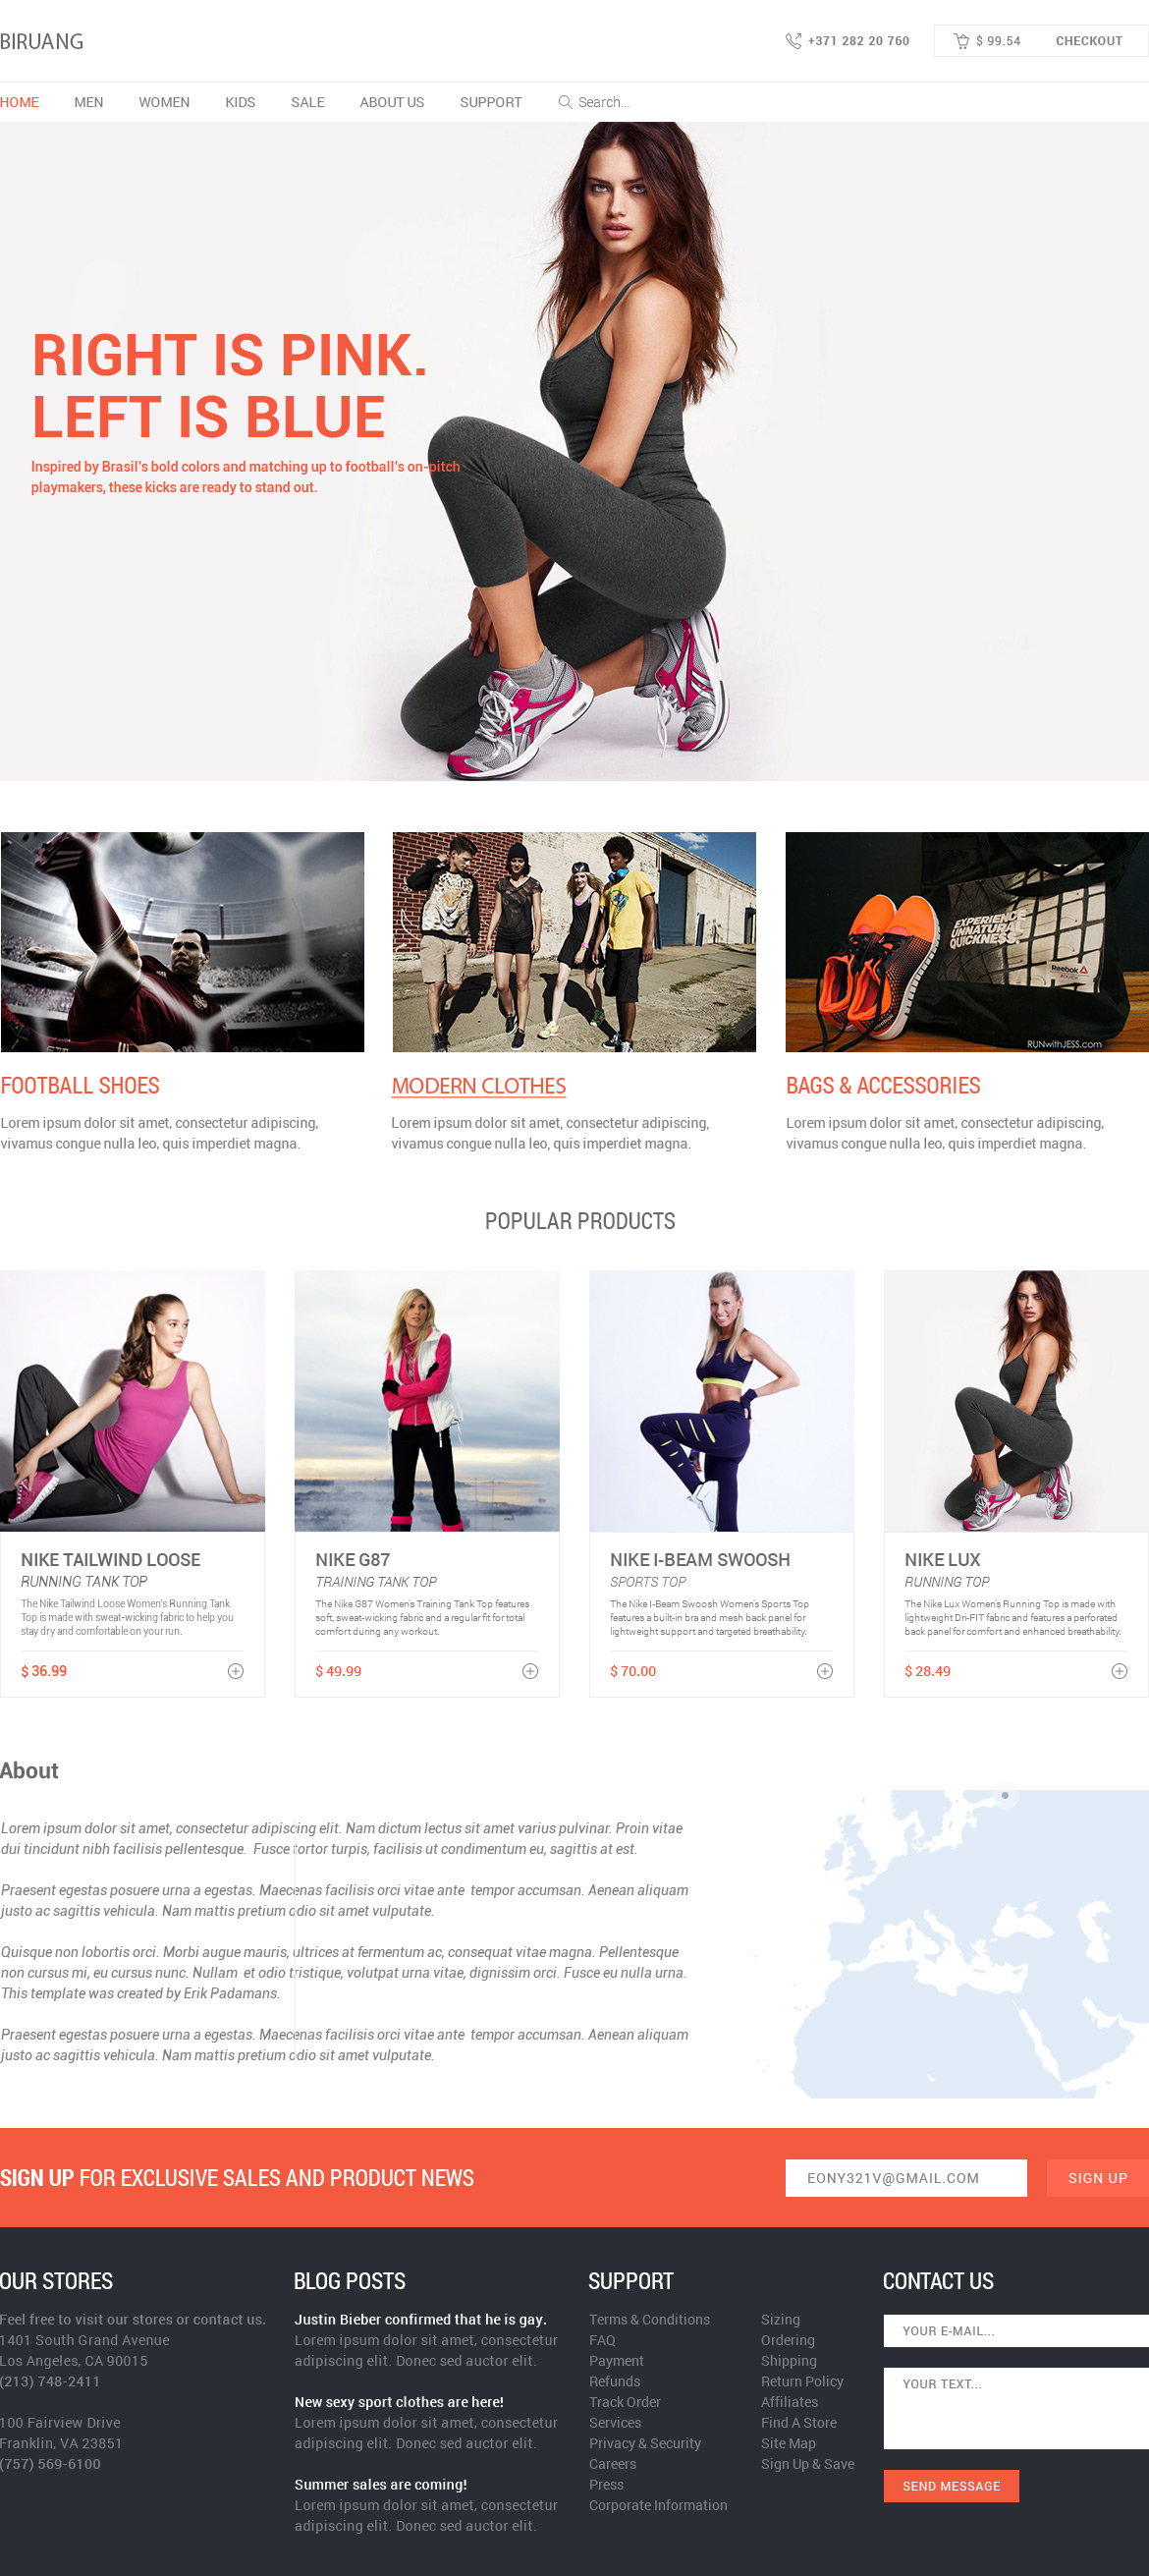 BIRUANG
+371 282 20 760
$ 99.54
CHECKOUT
HOME
MEN
WOMEN
KIDS
SALE
ABOUT US
SUPPORT
Search...
RIGHT IS PINK.
LEFT IS BLUE
Inspired by Brasil's bold colors and matching up to football's on-pitch
playmakers, these kicks are ready to stand out.
EXPERIENCE
UNNATURAL
QUICKNESS.
Reebok
RUNwithJESS.com
FOOTBALL SHOES
Lorem ipsum dolor sit amet, consectetur adipiscing,
vivamus congue nulla leo, quis imperdiet magna.
MODERN CLOTHES
Lorem ipsum dolor sit amet, consectetur adipiscing,
vivamus congue nulla leo, quis imperdiet magna.
BAGS & ACCESSORIES
Lorem ipsum dolor sit amet, consectetur adipiscing,
vivamus congue nulla leo, quis imperdiet magna.
POPULAR PRODUCTS
NIKE TAILWIND LOOSE
RUNNING TANK TOP
The Nike Tailwind Loose Women's Running Tank
Top is made with sweat-wicking fabric to help you
stay dry and comfortable on your run.
$ 36.99
NIKE G87
TRAINING TANK TOP
The Nike G87 Women's Training Tank Top features
soft, sweat-wicking fabric and a regular fit for total
comfort during any workout.
$ 49.99
NIKE I-BEAM SWOOSH
SPORTS TOP
The Nike I-Beam Swoosh Women's Sports Top
features a built-in bra and mesh back panel for
lightweight support and targeted breathability.
$ 70.00
NIKE LUX
RUNNING TOP
The Nike Lux Women's Running Top is made with
lightweight Dri-FIT fabric and features a perforated
back panel for comfort and enhanced breathability.
$ 28.49
About
Lorem ipsum dolor sit amet, consectetur adipiscing elit. Nam dictum lectus sit amet varius pulvinar. Proin vitae
dui tincidunt nibh facilisis pellentesque. Fusce tortor turpis, facilisis ut condimentum eu, sagittis at est.
Praesent egestas posuere urna a egestas. Maecenas facilisis orci vitae ante tempor accumsan. Aenean aliquam
justo ac sagittis vehicula. Nam mattis pretium odio sit amet vulputate.
Quisque non lobortis orci. Morbi augue mauris, ultrices at fermentum ac, consequat vitae magna. Pellentesque
non cursus mi, eu cursus nunc. Nullam et odio tristique, volutpat urna vitae, dignissim orci. Fusce eu nulla urna.
This template was created by Erik Padamans.
Praesent egestas posuere urna a egestas. Maecenas facilisis orci vitae ante tempor accumsan. Aenean aliquam
justo ac sagittis vehicula. Nam mattis pretium odio sit amet vulputate.
SIGN UP FOR EXCLUSIVE SALES AND PRODUCT NEWS
EONY321V@GMAIL.COM
SIGN UP
OUR STORES
Feel free to visit our stores or contact us.
1401 South Grand Avenue
Los Angeles, CA 90015
(213) 748-2411
100 Fairview Drive
Franklin, VA 23851
(757) 569-6100
BLOG POSTS
Justin Bieber confirmed that he is gay.
Lorem ipsum dolor sit amet, consectetur
adipiscing elit. Donec sed auctor elit.
New sexy sport clothes are here!
Lorem ipsum dolor sit amet, consectetur
adipiscing elit. Donec sed auctor elit.
Summer sales are coming!
Lorem ipsum dolor sit amet, consectetur
adipiscing elit. Donec sed auctor elit.
SUPPORT
Terms & Conditions
FAQ
Payment
Refunds
Track Order
Services
Privacy & Security
Careers
Press
Corporate Information
Sizing
Ordering
Shipping
Return Policy
Affiliates
Find A Store
Site Map
Sign Up & Save
CONTACT US
YOUR E-MAIL...
YOUR TEXT...
SEND MESSAGE